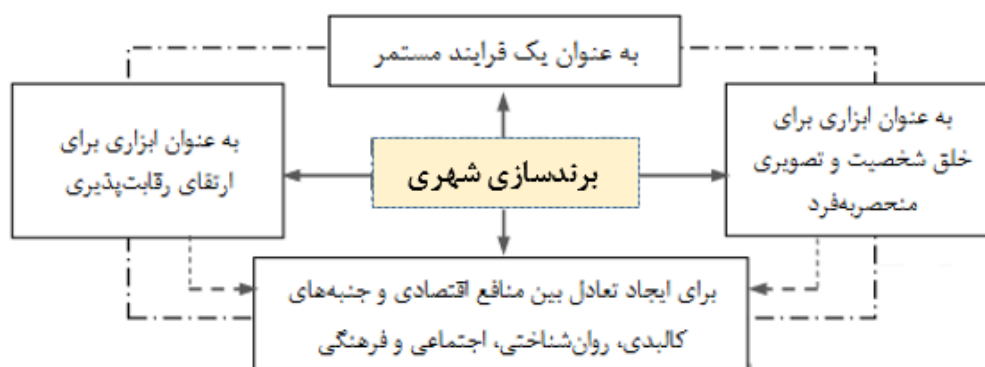 به عنوان یک فرایند مستمر
به عنوان ابزاری برای
خلق شخصیت و تصویری
منحصربه‌فرد
برندسازی شهری
به عنوان ابزاری برای
ارتقای رقابت‌پذیری
برای ایجاد تعادل بین منافع اقتصادی و جنبه‌های
کالبدی، روان‌شناختی، اجتماعی و فرهنگی